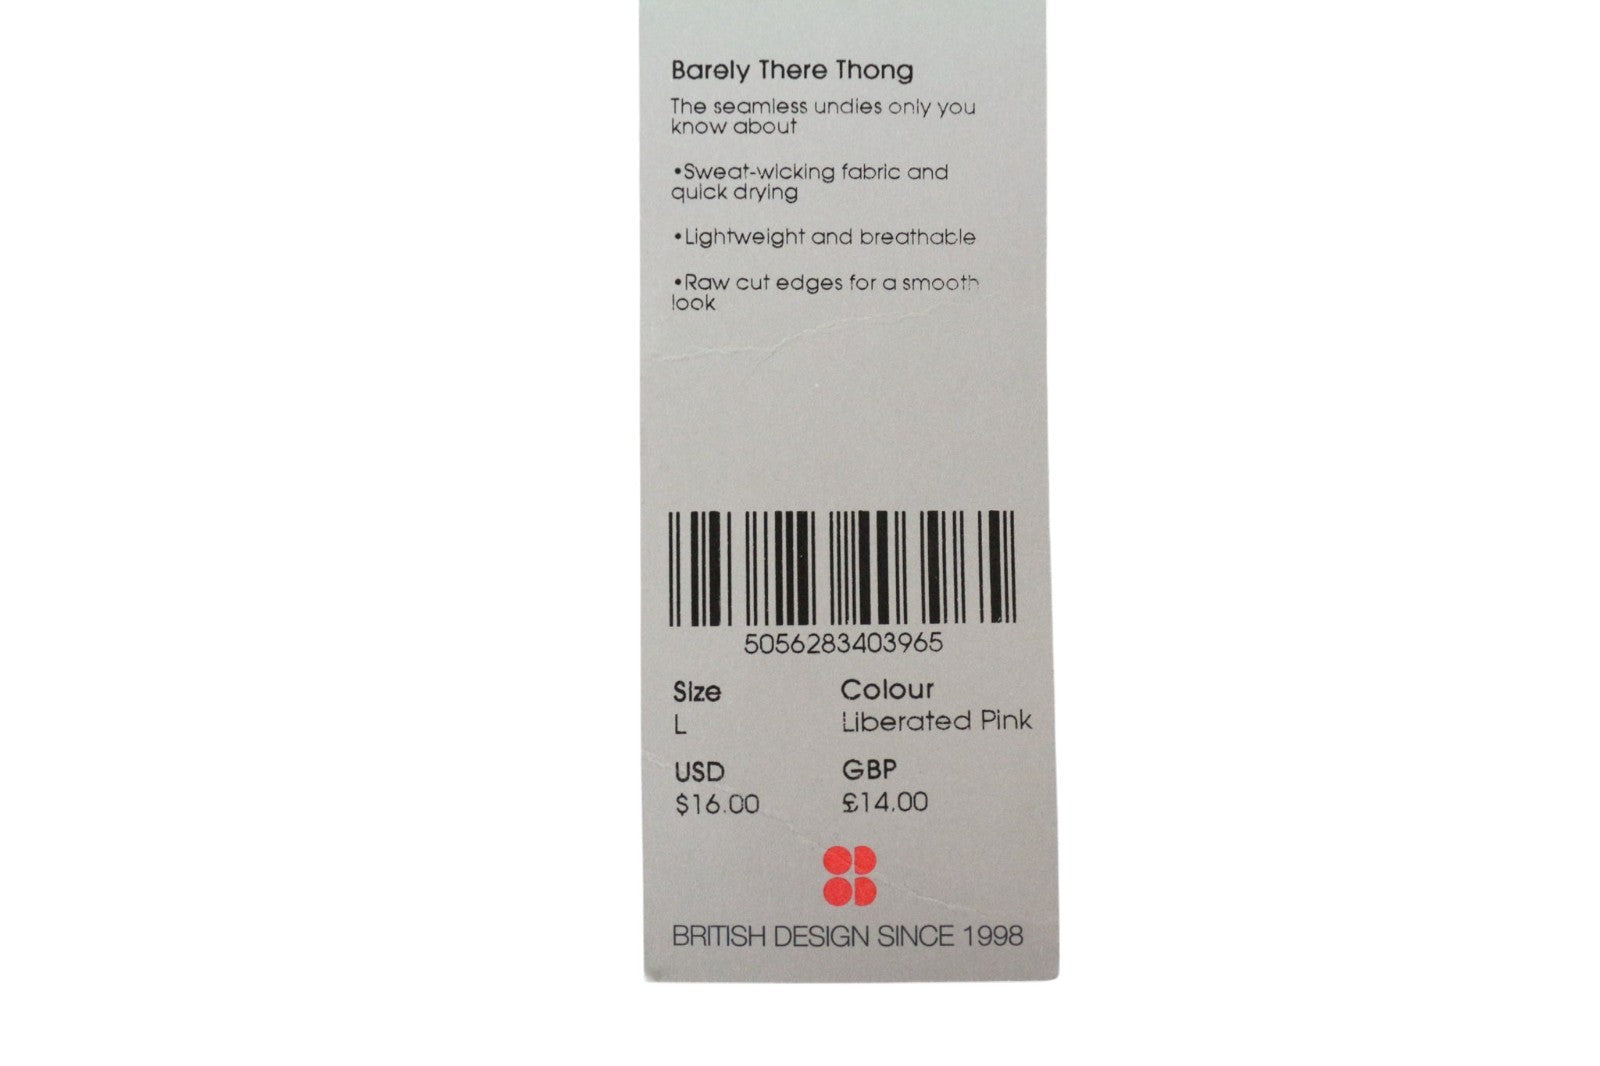 Barely There Thong
The seamless undies only you
know about
•Sweat-wicking fabric and
quick drying
•Lightweight and breathable
•Raw cut edges for a smooth
look
5056283403965
Size
L
Colour
Liberated Pink
USD
$16.00
GBP
£14.00
BRITISH DESIGN SINCE 1998